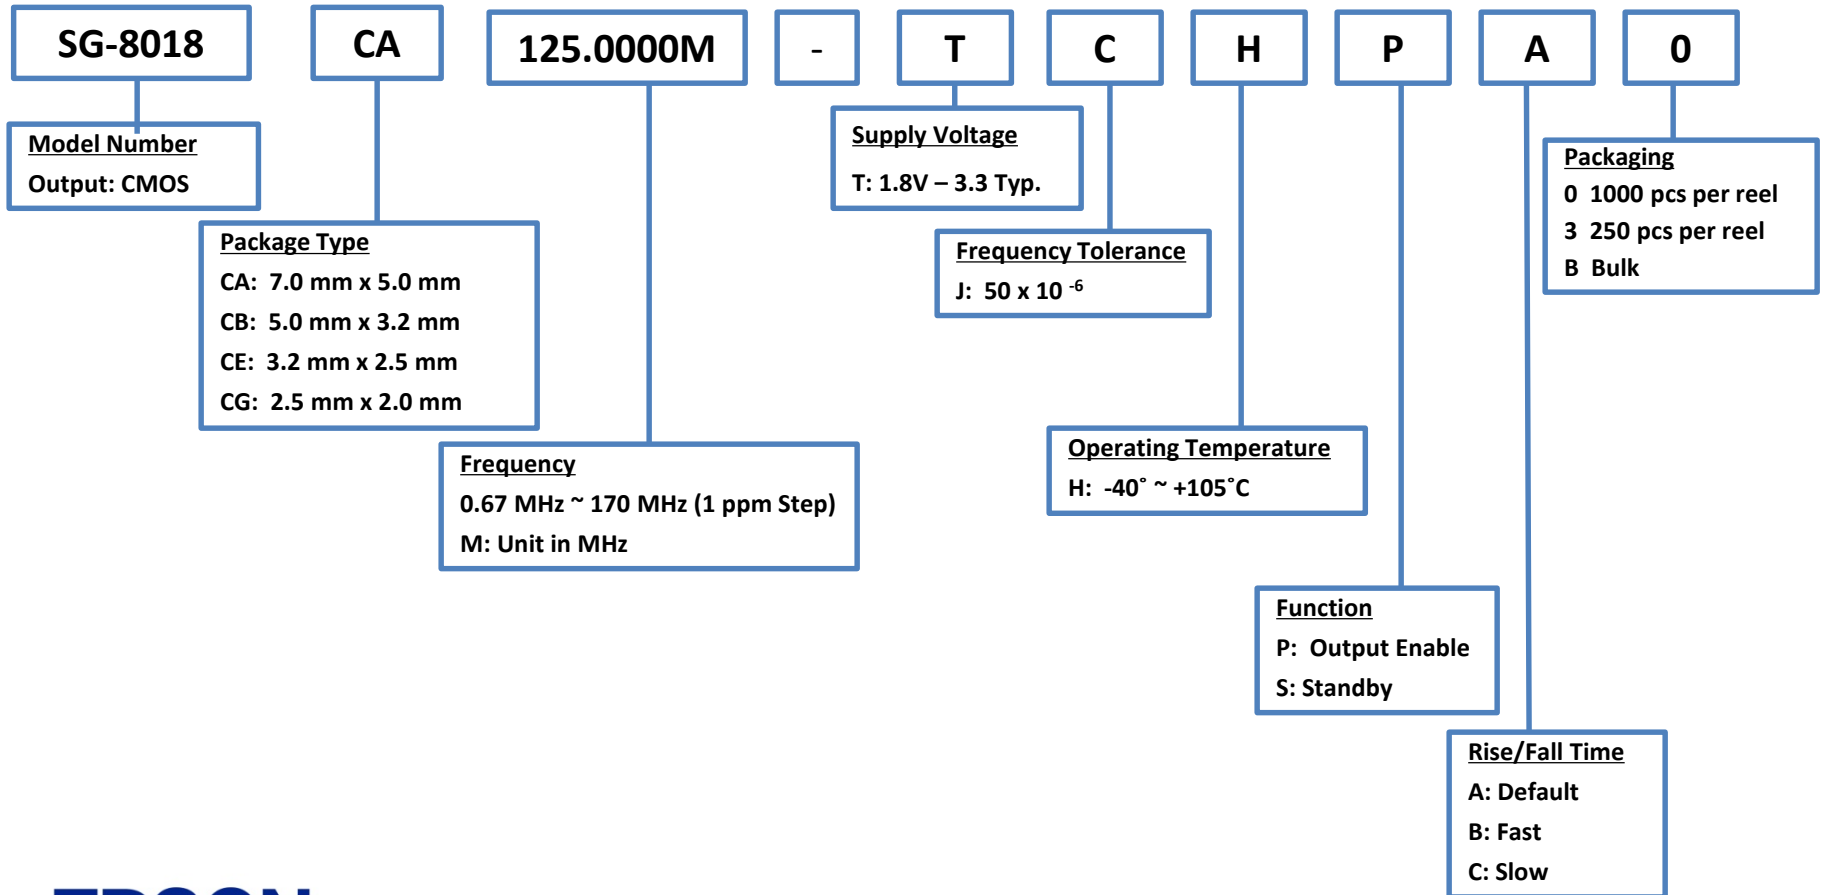 SG-8018 CA 125.0000M - T C H P A 0
Model Number
Output: CMOS
Package Type
CA: 7.0 mm x 5.0 mm
CB: 5.0 mm x 3.2 mm
CE: 3.2 mm x 2.5 mm
CG: 2.5 mm x 2.0 mm
Frequency
0.67 MHz ~ 170 MHz (1 ppm Step)
M: Unit in MHz
Supply Voltage
T: 1.8V – 3.3 Typ.
Frequency Tolerance
J: 50 x 10 -6
Operating Temperature
H: -40˚ ~ +105˚C
Function
P: Output Enable
S: Standby
Rise/Fall Time
A: Default
B: Fast
C: Slow
Packaging
0 1000 pcs per reel
3 250 pcs per reel
B Bulk